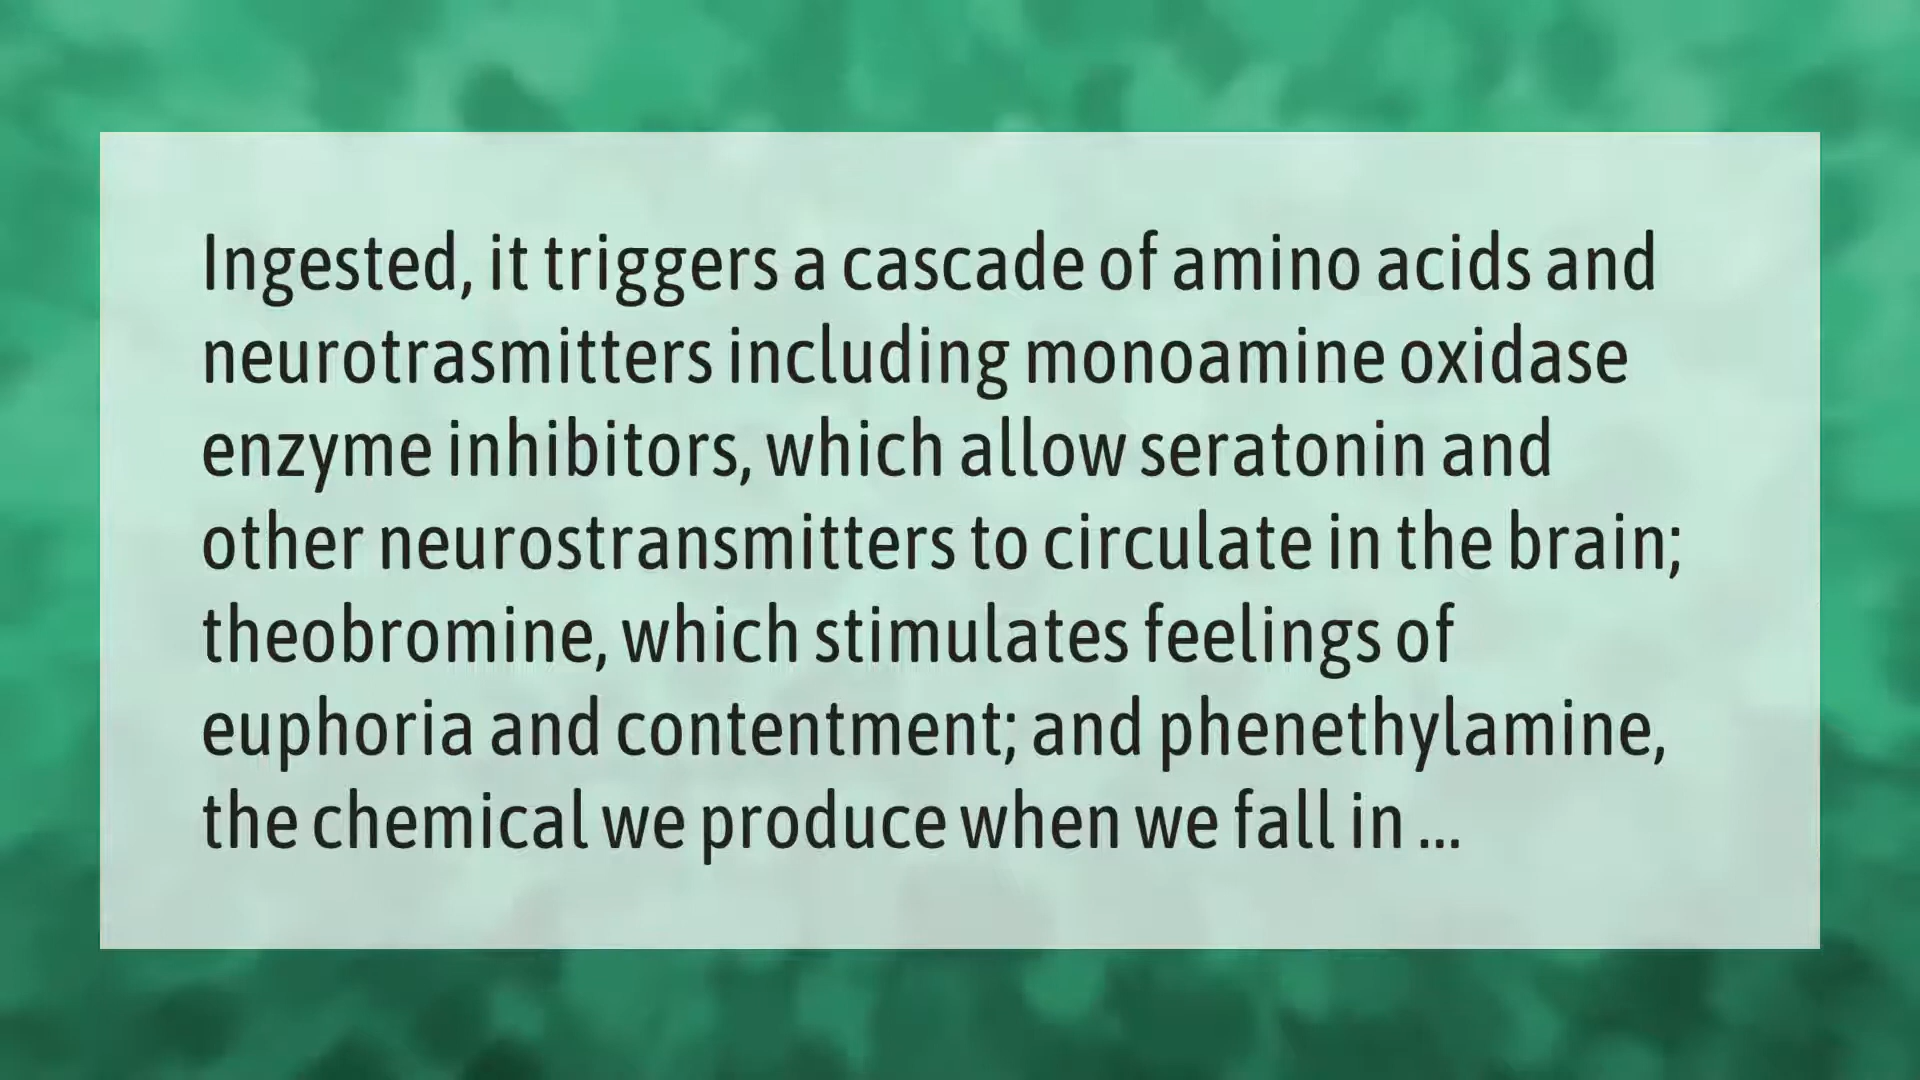 Ingested, it triggers a cascade of amino acids and
neurotrasmitters including monoamine oxidase
enzyme inhibitors, which allow seratonin and
other neurostransmitters to circulate in the brain;
theobromine, which stimulates feelings of
euphoria and contentment; and phenethylamine,
the chemical we produce when we fall in ...